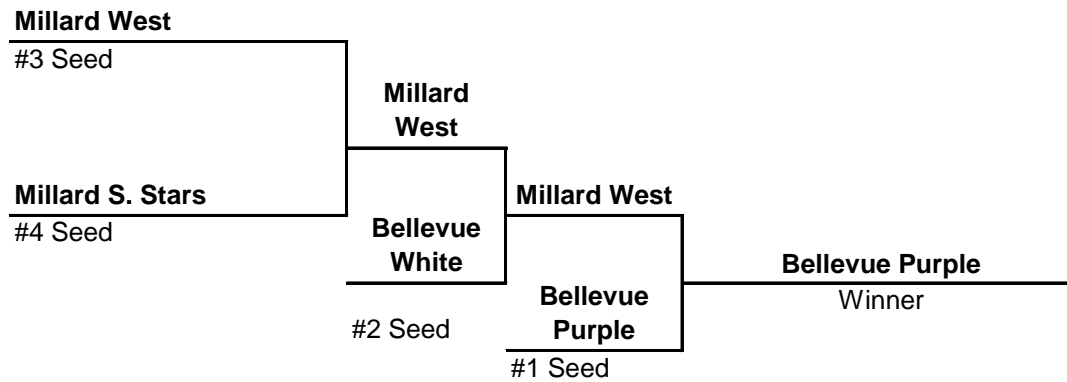 Millard West
#3 Seed
Millard
West
Millard S. Stars
Millard West
#4 Seed
Bellevue
White
Bellevue Purple
Winner
Bellevue
Purple
#2 Seed
#1 Seed